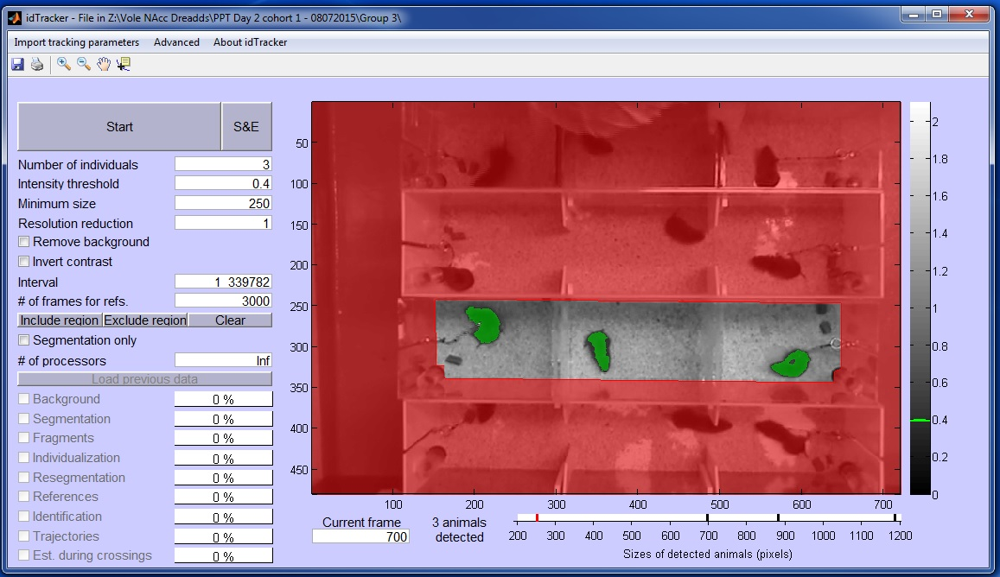 idTracker - File in Z:\Vole NAcc Dreadds\PPT Day 2 cohort 1 - 08072015\Group 3\
Import tracking parameters Advanced About idTracker
Start S&E
Number of individuals 3
Intensity threshold 0.4
Minimum size 250
Resolution reduction 1
Remove background
Invert contrast
Interval 1 339782
# of frames for refs. 3000
Include region Exclude region Clear
Segmentation only
# of processors Inf
Load previous data
Background 0 %
Segmentation 0 %
Fragments 0 %
Individualization 0 %
Resegmentation 0 %
References 0 %
Identification 0 %
Trajectories 0 %
Est. during crossings 0 %
50
100
150
200
250
300
350
400
450
100 200 300 400 500 600 700
2
1.8
1.6
1.4
1.2
1
0.8
0.6
0.4
0.2
0
Current frame
700
3 animals
detected
200 300 400 500 600 700 800 900 1000 1100 1200
Sizes of detected animals (pixels)